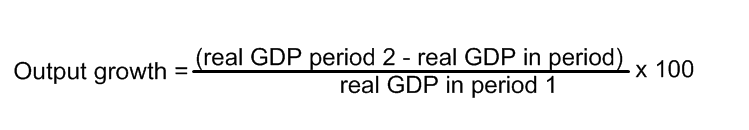 (real GDP period 2 - real GDP in period)
Output growth = x 100
real GDP in period 1